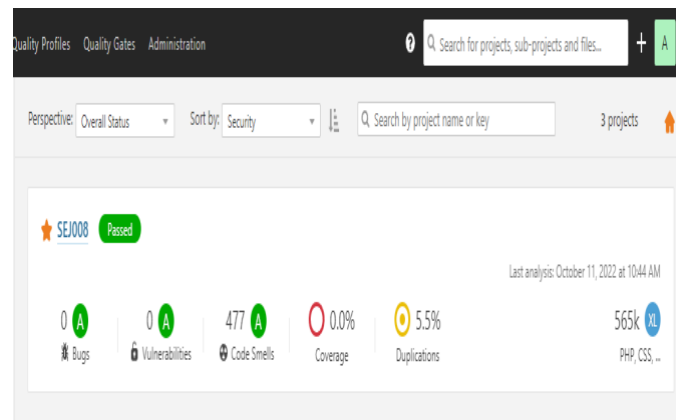 Quality Profiles Quality Gates Administration ? Search for projects, sub-projects and files... + A
Perspective: Overall Status Sort by: Security Search by project name or key 3 projects
SEJ008 Passed
Last analysis: October 11, 2022 at 10:44 AM
0 A 0 A 477 A 0.0% 5.5% 565k XL
Bugs Vulnerabilities Code Smells Coverage Duplications PHP, CSS, ...